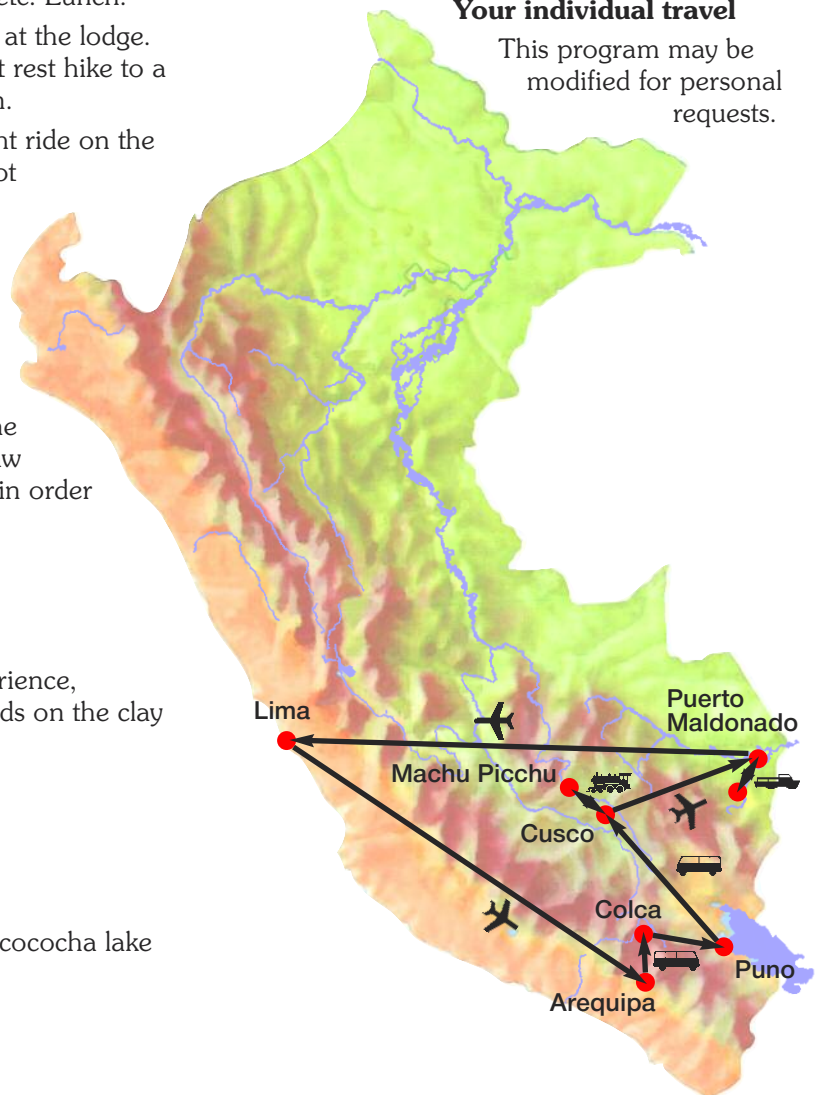 etc. Lunch.
Your individual travel
at the lodge.
This program may be
t rest hike to a
modified for personal
n.
requests.
nt ride on the
ot
ne
aw
in order
rience,
ds on the clay
Lima
Puerto
Maldonado
Machu Picchu
Cusco
Colca
cococha lake
Puno
Arequipa